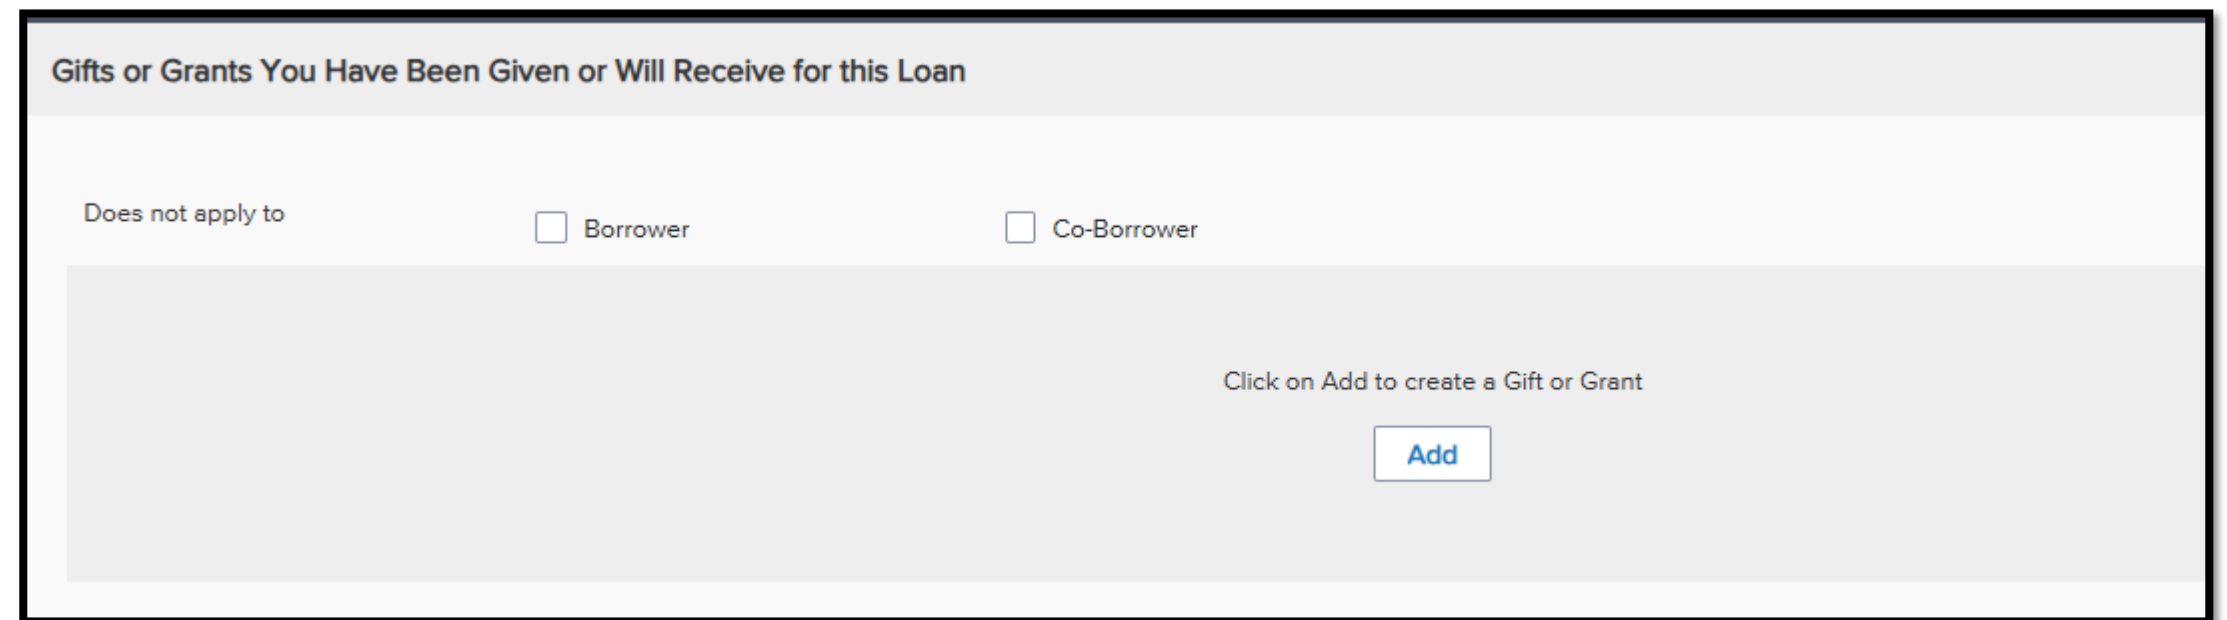 Gifts or Grants You Have Been Given or Will Receive for this Loan
Does not apply to
Borrower
Co-Borrower
Click on Add to create a Gift or Grant
Add